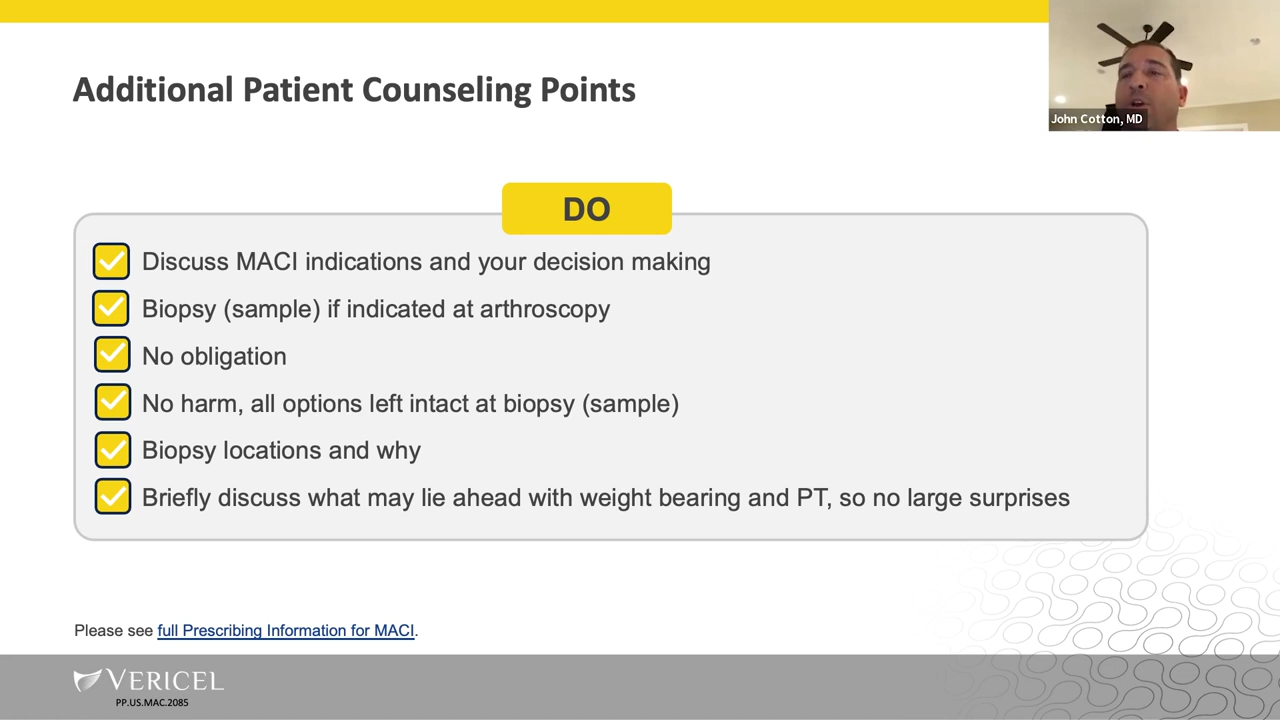 Additional Patient Counseling Points
John Cotton, MD
DO
Discuss MACI indications and your decision making
Biopsy (sample) if indicated at arthroscopy
No obligation
No harm, all options left intact at biopsy (sample)
Biopsy locations and why
Briefly discuss what may lie ahead with weight bearing and PT, so no large surprises
Please see full Prescribing Information for MACI.
VERICEL
PP.US.MAC.2085